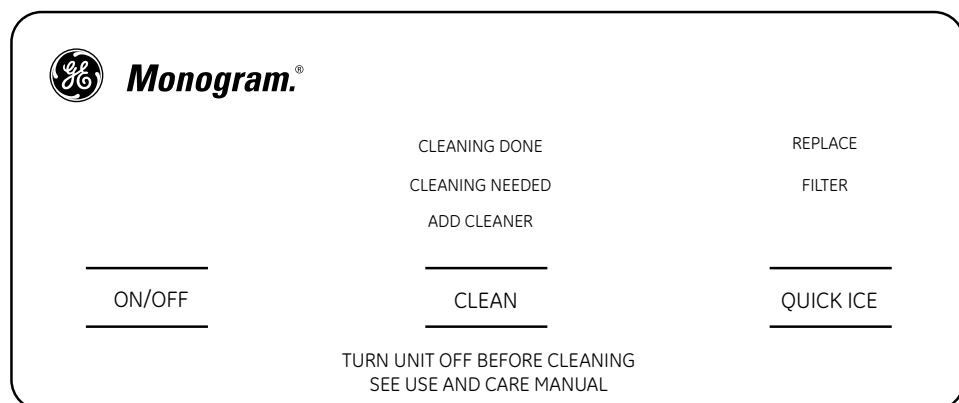 GE Monogram.®
CLEANING DONE
REPLACE
CLEANING NEEDED
FILTER
ADD CLEANER
ON/OFF
CLEAN
QUICK ICE
TURN UNIT OFF BEFORE CLEANING
SEE USE AND CARE MANUAL